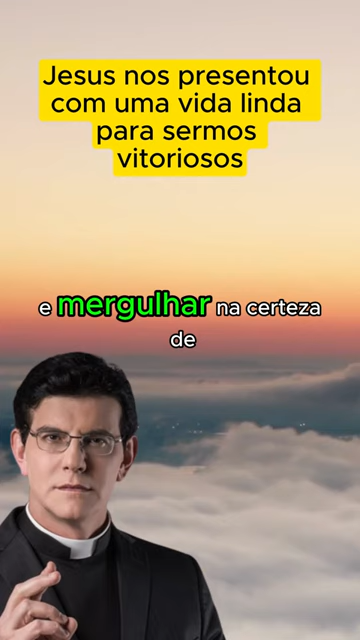 Jesus nos presentou
com uma vida linda
para sermos
vitoriosos
e mergulhar na certeza
de